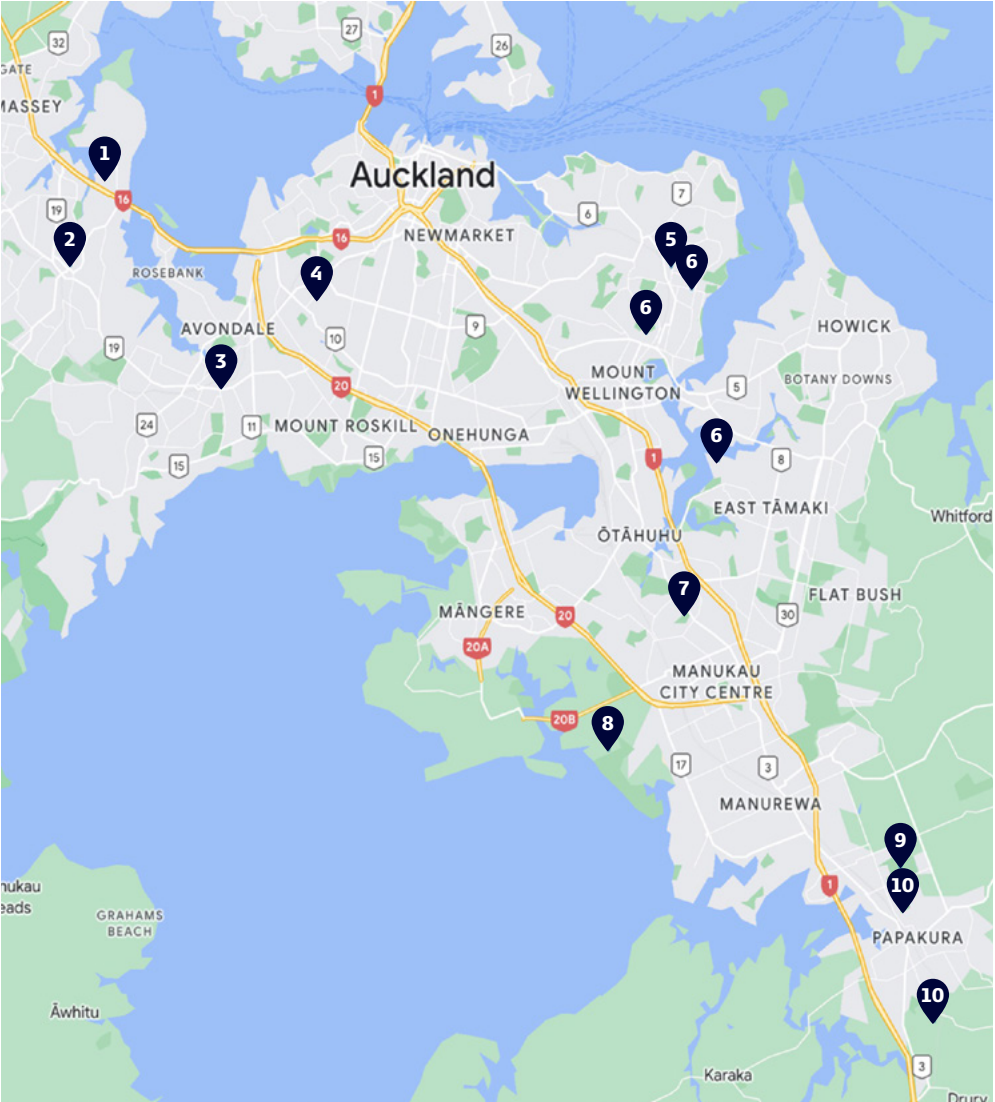 27
32
26
GATE
MASSEY
1
1
Auckland
16
7
19
6
2
NEWMARKET
5
16
6
ROSEBANK
4
6
HOWICK
AVONDALE
9
10
19
3
MOUNT
WELLINGTON
BOTANY DOWNS
20
5
24
11
MOUNT ROSKILL
ONEHUNGA
6
15
15
1
8
EAST TĀMAKI
Whitford
ŌTĀHUHU
7
FLAT BUSH
MĀNGERE
20
30
20A
MANUKAU
CITY CENTRE
20B
8
17
3
MANUREWA
9
nukau
eads
1
10
GRAHAMS
BEACH
PAPAKURA
10
Āwhitu
3
Karaka
Drury